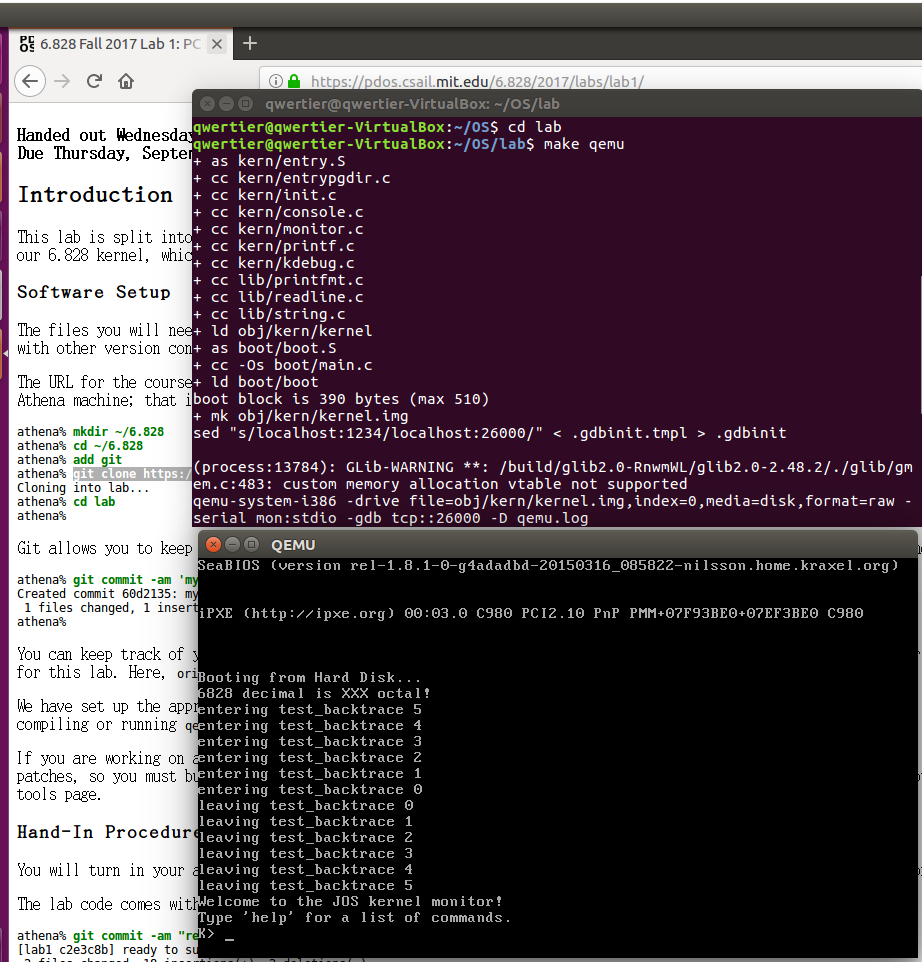 6.828 Fall 2017 Lab 1: PC
https://pdos.csail.mit.edu/6.828/2017/labs/lab1/
Handed out Wednesday
Due Thursday, Septem
Introduction
This lab is split into
our 6.828 kernel, whic
Software Setup
The files you will nee
with other version con
The URL for the course
Athena machine; that i
athena% mkdir ~/6.828
athena% cd ~/6.828
athena% add git
athena% git clone https:/
Cloning into lab...
athena% cd lab
athena%
Git allows you to keep
athena% git commit -am 'my
Created commit 60d2135: my
1 files changed, 1 insert
athena%
You can keep track of y
for this lab. Here, ori
We have set up the appr
compiling or running qe
If you are working on a
patches, so you must bu
tools page.
Hand-In Procedure
You will turn in your a
The lab code comes with
athena% git commit -am "re
[lab1 c2e3c8b] ready to su
qwertier@qwertier-VirtualBox: ~/OS/lab
qwertier@qwertier-VirtualBox:~/OS$ cd lab
qwertier@qwertier-VirtualBox:~/OS/lab$ make qemu
+ as kern/entry.S
+ cc kern/entrypgdir.c
+ cc kern/init.c
+ cc kern/console.c
+ cc kern/monitor.c
+ cc kern/printf.c
+ cc kern/kdebug.c
+ cc lib/printfmt.c
+ cc lib/readline.c
+ cc lib/string.c
+ ld obj/kern/kernel
+ as boot/boot.S
+ cc -Os boot/main.c
+ ld boot/boot
boot block is 390 bytes (max 510)
+ mk obj/kern/kernel.img
sed "s/localhost:1234/localhost:26000/" < .gdbinit.tmpl > .gdbinit
(process:13784): GLib-WARNING **: /build/glib2.0-RnwmWL/glib2.0-2.48.2/./glib/gm
em.c:483: custom memory allocation vtable not supported
qemu-system-i386 -drive file=obj/kern/kernel.img,index=0,media=disk,format=raw -
serial mon:stdio -gdb tcp::26000 -D qemu.log
QEMU
SeaBIOS (version rel-1.8.1-0-g4adadbd-20150316_085822-nilsson.home.kraxel.org)
iPXE (http://ipxe.org) 00:03.0 C980 PCI2.10 PnP PMM+07F93BE0+07EF3BE0 C980
Booting from Hard Disk...
6828 decimal is XXX octal!
entering test_backtrace 5
entering test_backtrace 4
entering test_backtrace 3
entering test_backtrace 2
entering test_backtrace 1
entering test_backtrace 0
leaving test_backtrace 0
leaving test_backtrace 1
leaving test_backtrace 2
leaving test_backtrace 3
leaving test_backtrace 4
leaving test_backtrace 5
Welcome to the JOS kernel monitor!
Type 'help' for a list of commands.
K> _